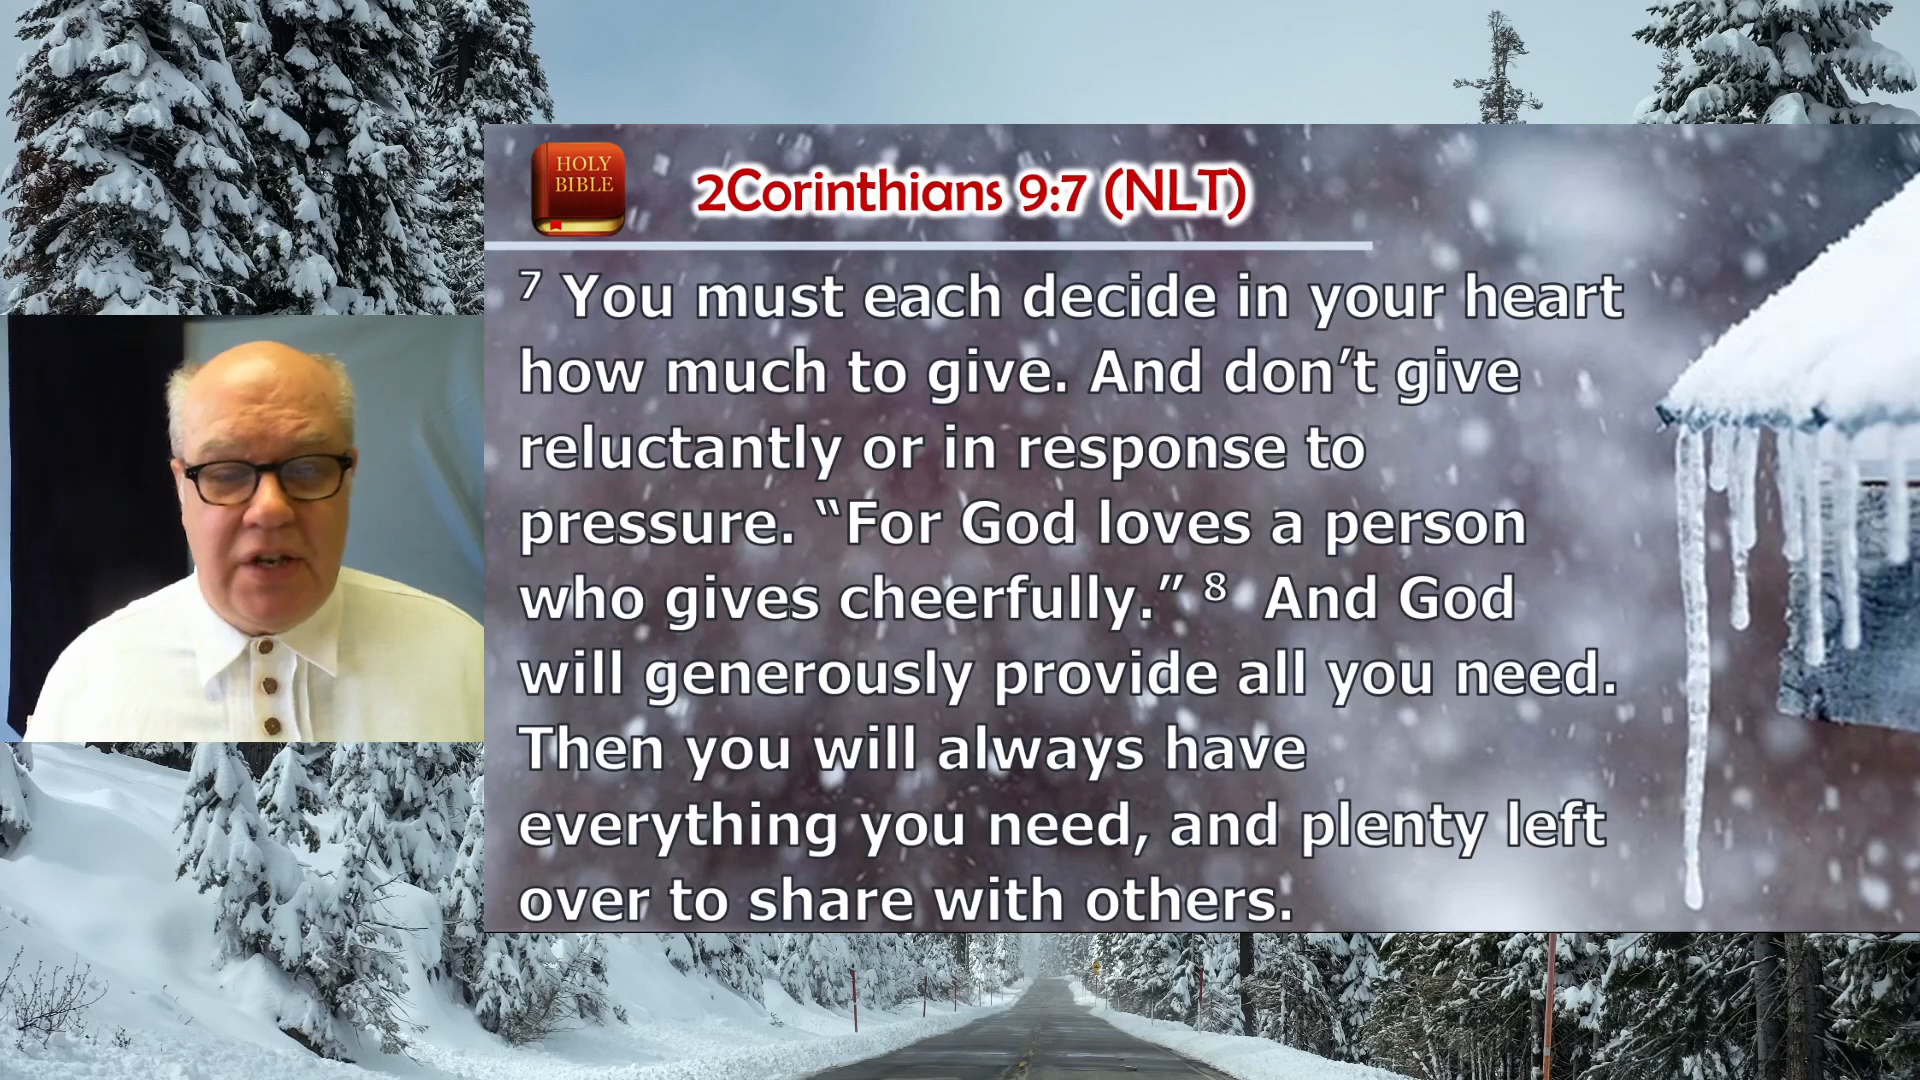 HOLY
BIBLE
2Corinthians 9:7 (NLT)
⁷ You must each decide in your heart
how much to give. And don’t give
reluctantly or in response to
pressure. “For God loves a person
who gives cheerfully.” ⁸ And God
will generously provide all you need.
Then you will always have
everything you need, and plenty left
over to share with others.